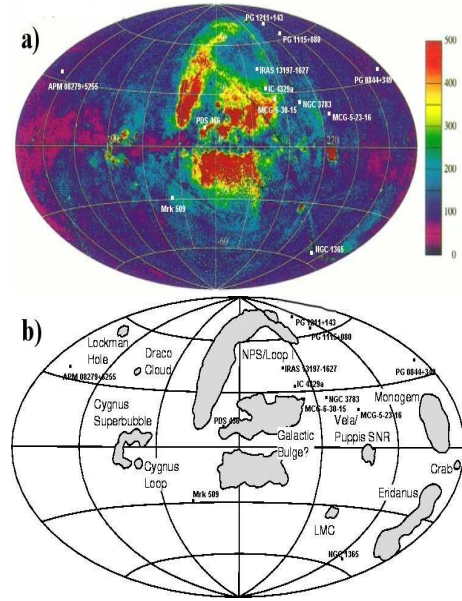 a)
PG 1211+143
PG 1115+080
IRAS 13197-1627
PG 0844+349
APM 08279+5255
IC 4329a
MCG-6-30-15
NGC 3783
MCG-5-23-16
PDS 456
90
270
Mrk 509
-60
NGC 1365
500
400
300
200
100
0
b)
PG 1211+143
PG 1115+080
Lockman
Hole
Draco
Cloud
NPS/Loop I
IRAS 13197-1627
PG 0844+349
APM 08279+5255
IC 4329a
Monogem
NGC 3783
MCG-6-30-15
MCG-5-23-16
Cygnus
Superbubble
PDS 456
Vela/
Puppis SNR
Galactic
Bulge?
Cygnus
Loop
Crab
Mrk 509
Eridanus
LMC
NGC 1365